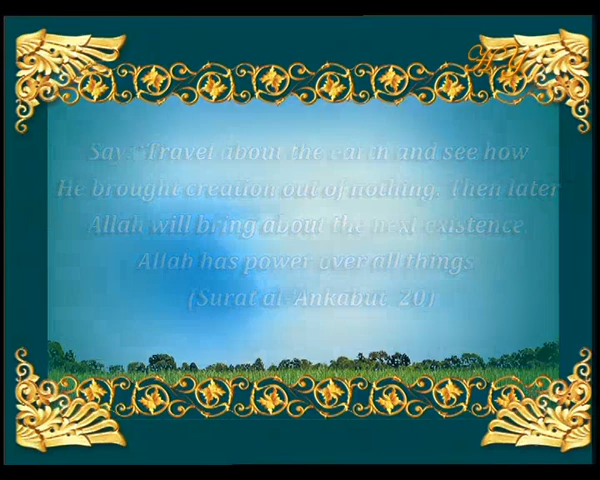 HY
Say: "Travel about the earth and see how
He brought creation out of nothing. Then later
Allah will bring about the next existence.
Allah has power over all things
(Surat al-'Ankabut, 20)